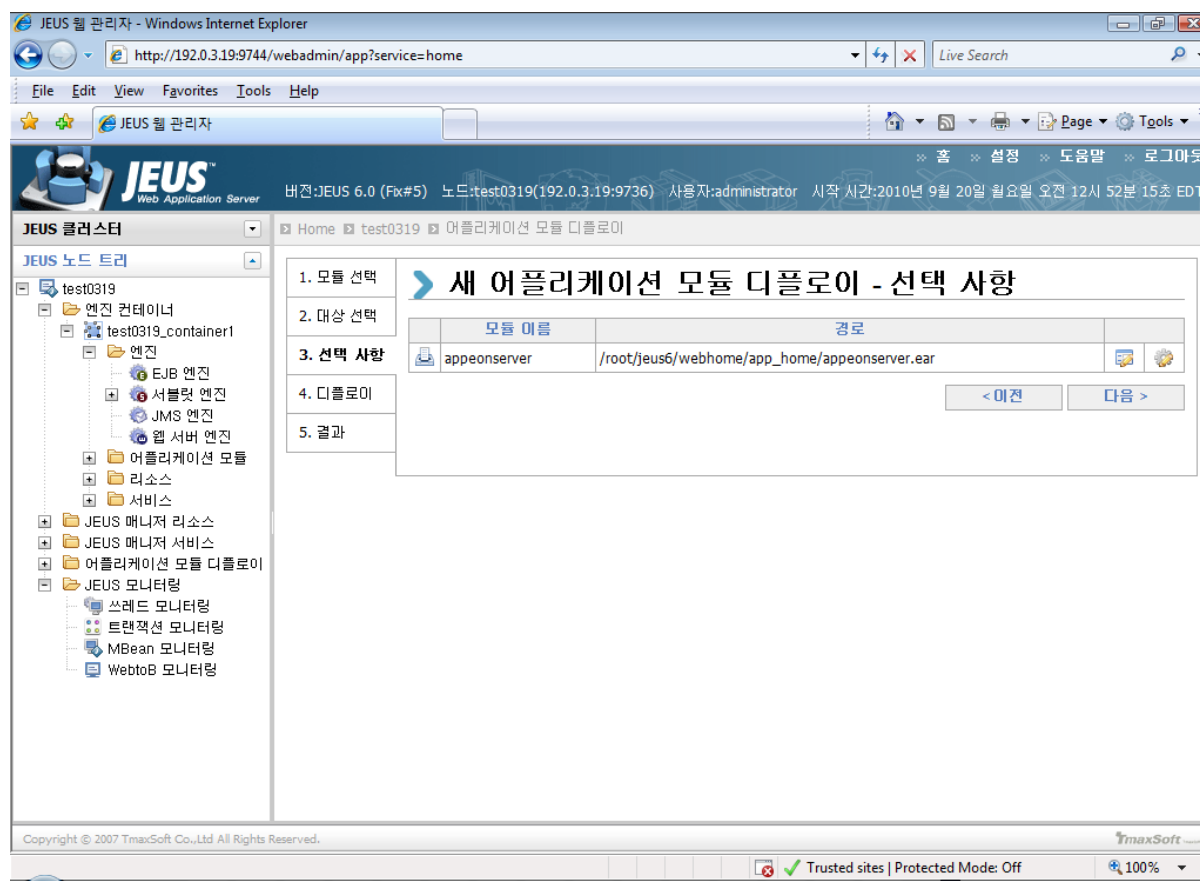 JEUS 웹 관리자 - Windows Internet Explorer
http://192.0.3.19:9744/webadmin/app?service=home
Live Search
File Edit View Favorites Tools Help
JEUS 웹 관리자
Page Tools
» 홈 » 설정 » 도움말 » 로그아웃
JEUS™
Web Application Server
버전:JEUS 6.0 (Fix#5) 노드:test0319(192.0.3.19:9736) 사용자:administrator 시작 시간:2010년 9월 20일 월요일 오전 12시 52분 15초 EDT
JEUS 클러스터
Home test0319 어플리케이션 모듈 디플로이
JEUS 노드 트리
test0319
엔진 컨테이너
test0319_container1
엔진
EJB 엔진
서블릿 엔진
JMS 엔진
웹 서버 엔진
어플리케이션 모듈
리소스
서비스
JEUS 매니저 리소스
JEUS 매니저 서비스
어플리케이션 모듈 디플로이
JEUS 모니터링
쓰레드 모니터링
트랜잭션 모니터링
MBean 모니터링
WebtoB 모니터링
1. 모듈 선택
2. 대상 선택
3. 선택 사항
4. 디플로이
5. 결과
새 어플리케이션 모듈 디플로이 - 선택 사항
모듈 이름 경로
appeonserver /root/jeus6/webhome/app_home/appeonserver.ear
< 이전 다음 >
Copyright © 2007 TmaxSoft Co.,Ltd All Rights Reserved.
TmaxSoft
Trusted sites | Protected Mode: Off
100%